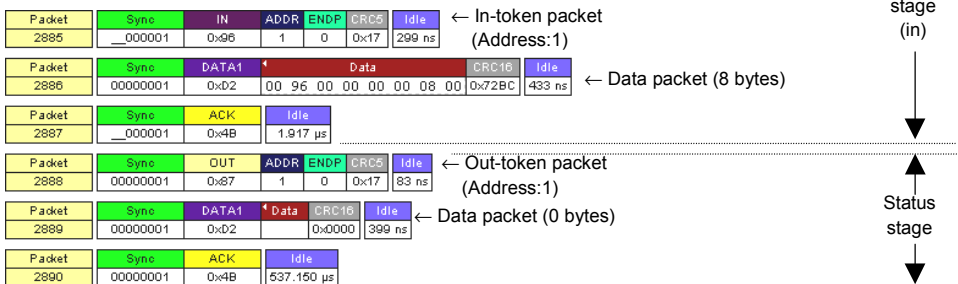 stage
(in)
Packet Sync IN ADDR ENDP CRC5 Idle
2885 __000001 0x96 1 0 0x17 299 ns
← In-token packet
(Address:1)
Packet Sync DATA1 Data CRC16 Idle
2886 00000001 0xD2 00 96 00 00 00 00 08 00 0x72BC 433 ns
← Data packet (8 bytes)
Packet Sync ACK Idle
2887 __000001 0x4B 1.917 µs
Packet Sync OUT ADDR ENDP CRC5 Idle
2888 00000001 0x87 1 0 0x17 83 ns
← Out-token packet
(Address:1)
Packet Sync DATA1 Data CRC16 Idle
2889 00000001 0xD2 0x0000 399 ns
← Data packet (0 bytes)
Status
stage
Packet Sync ACK Idle
2890 00000001 0x4B 537.150 µs